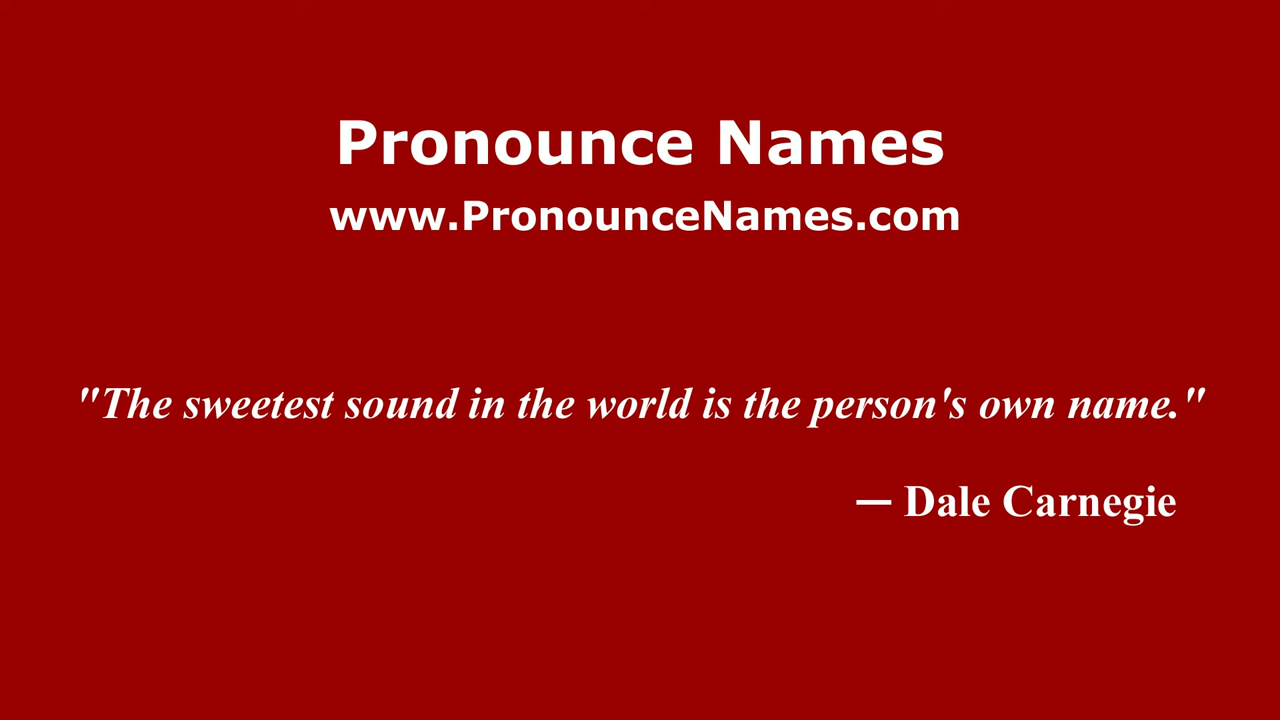 Pronounce Names
www.PronounceNames.com
"The sweetest sound in the world is the person's own name."
— Dale Carnegie